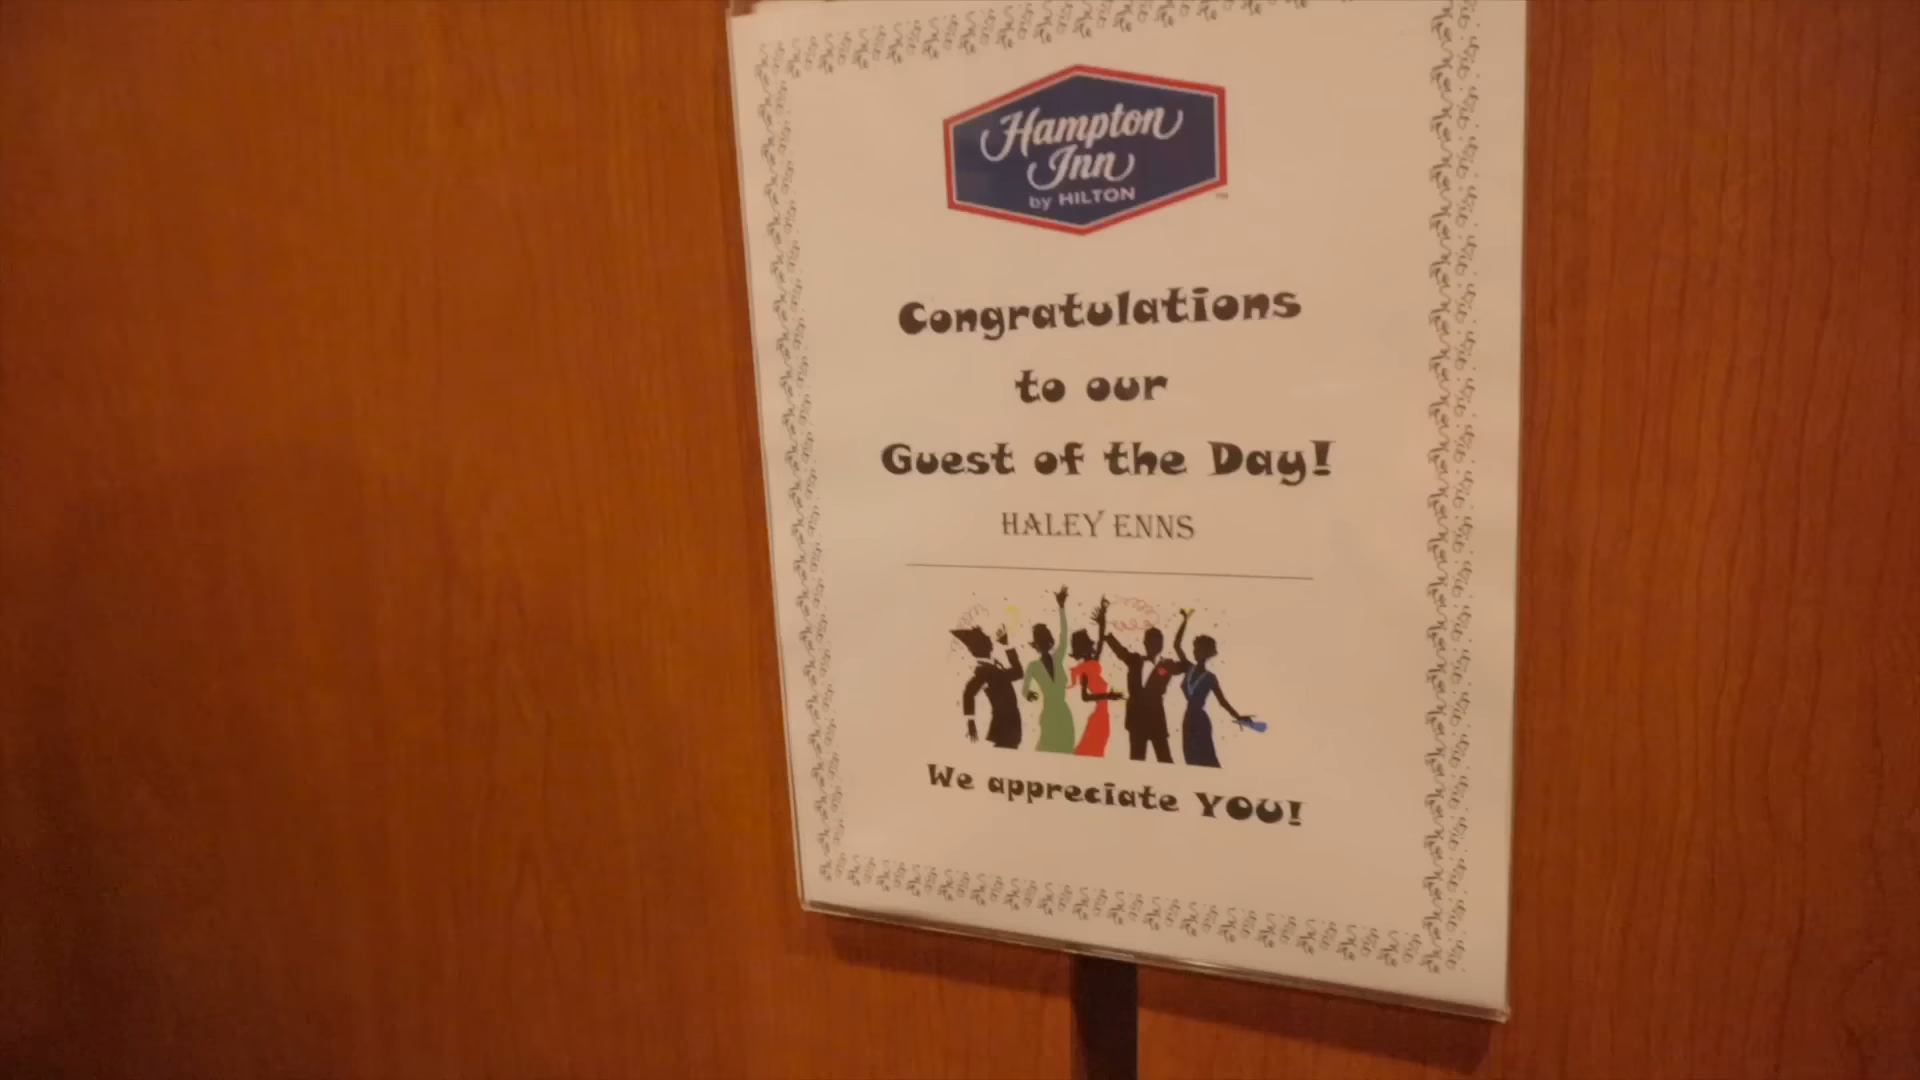 Hampton
Inn
by HILTON
Congratulations
to our
Guest of the Day!
HALEY ENNS
We appreciate YOU!